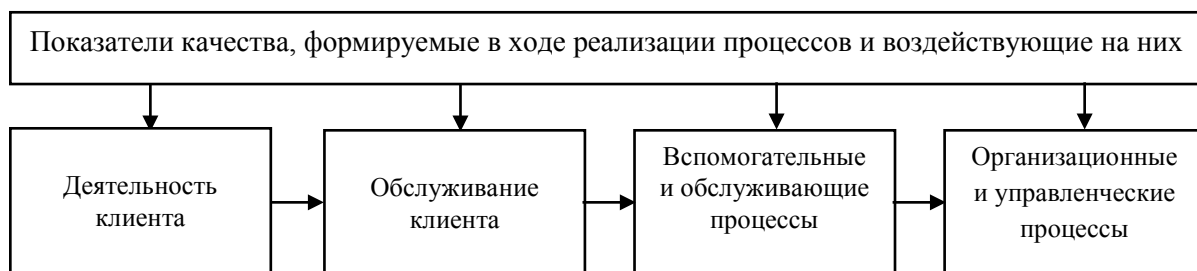 Показатели качества, формируемые в ходе реализации процессов и воздействующие на них
Деятельность
клиента
Обслуживание
клиента
Вспомогательные
и обслуживающие
процессы
Организационные
и управленческие
процессы